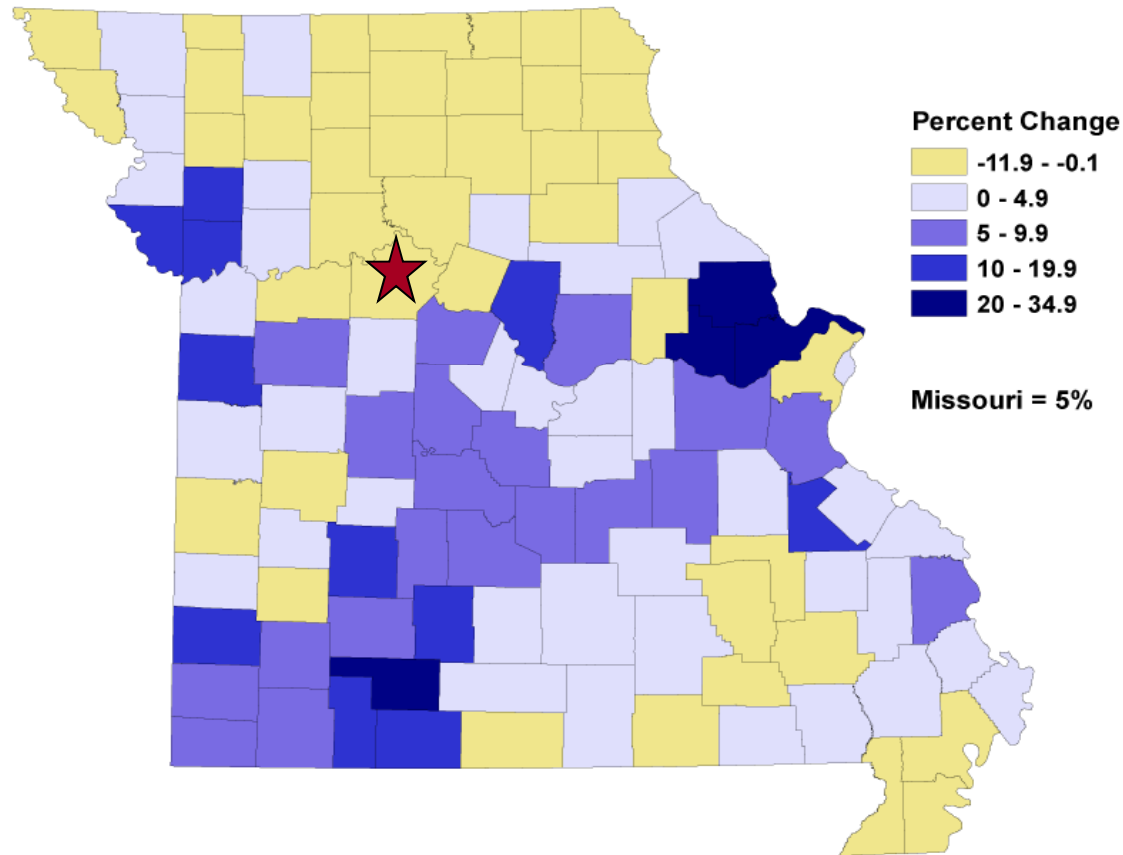 Percent Change
-11.9 - -0.1
0 - 4.9
5 - 9.9
10 - 19.9
20 - 34.9
Missouri = 5%